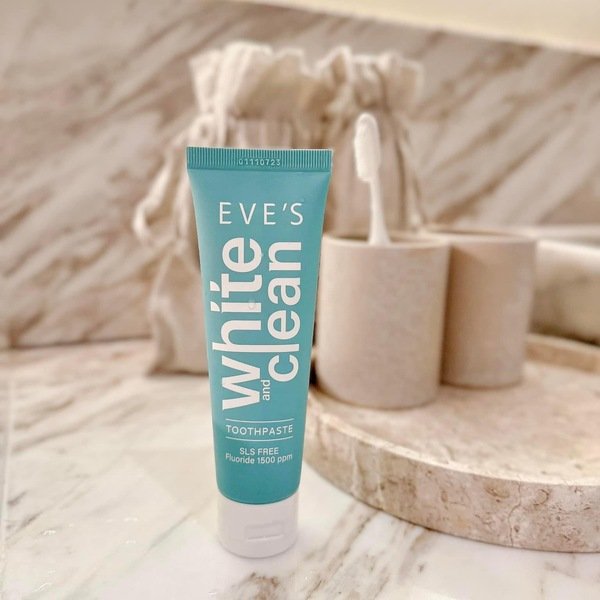 01110723
EVE'S
white
and
clean
TOOTHPASTE
SLS FREE
Fluoride 1500 ppm